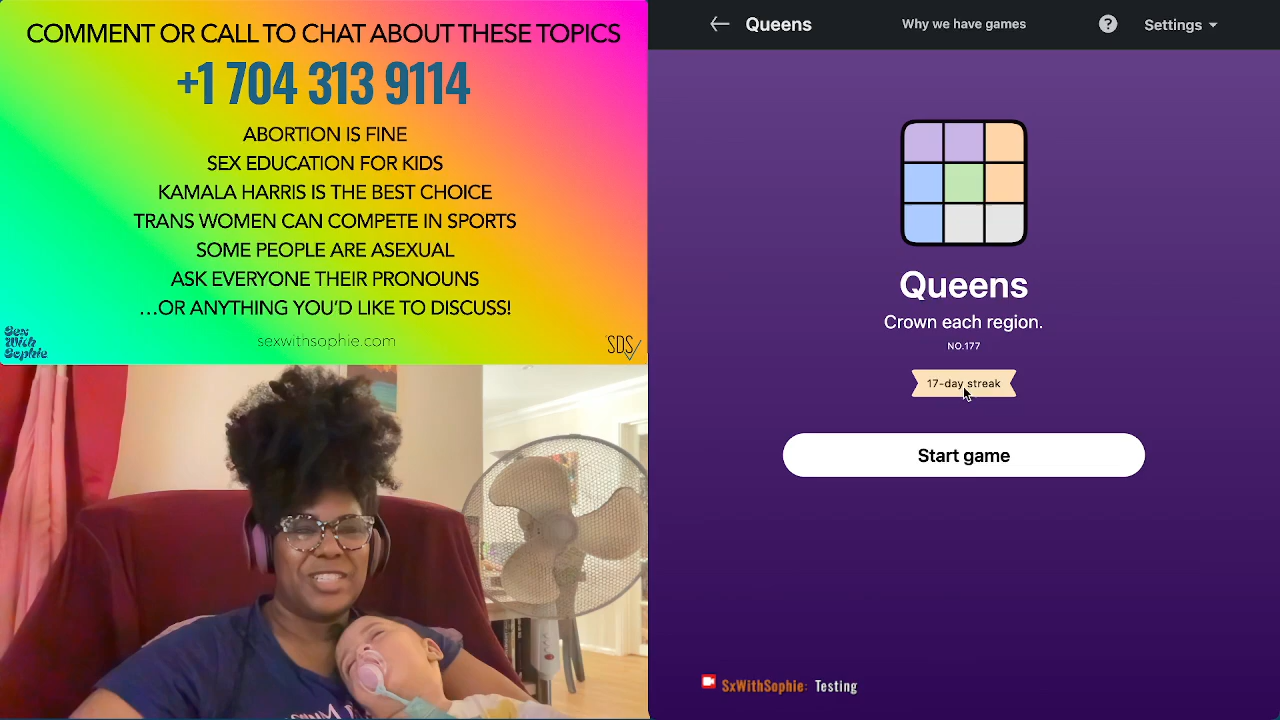 COMMENT OR CALL TO CHAT ABOUT THESE TOPICS
+1 704 313 9114
ABORTION IS FINE
SEX EDUCATION FOR KIDS
KAMALA HARRIS IS THE BEST CHOICE
TRANS WOMEN CAN COMPETE IN SPORTS
SOME PEOPLE ARE ASEXUAL
ASK EVERYONE THEIR PRONOUNS
...OR ANYTHING YOU'D LIKE TO DISCUSS!
sexwithsophie.com
Sex
With
Sophie
SDS
Queens
Why we have games
?
Settings
Queens
Crown each region.
NO.177
17-day streak
Start game
SxWithSophie: Testing